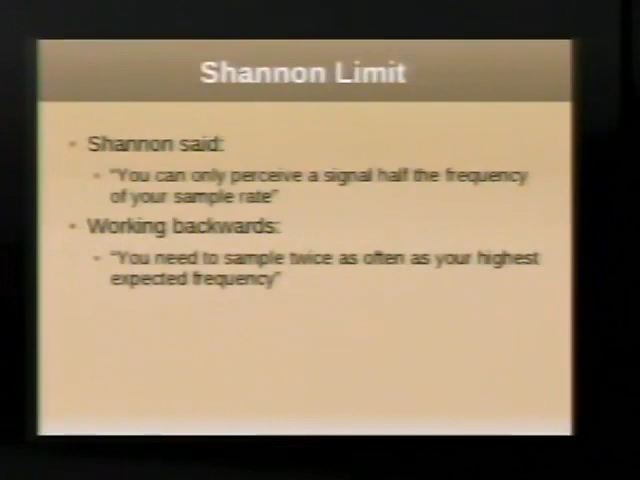 Shannon Limit
Shannon said:
"You can only perceive a signal half the frequency
of your sample rate"
Working backwards:
"You need to sample twice as often as your highest
expected frequency"